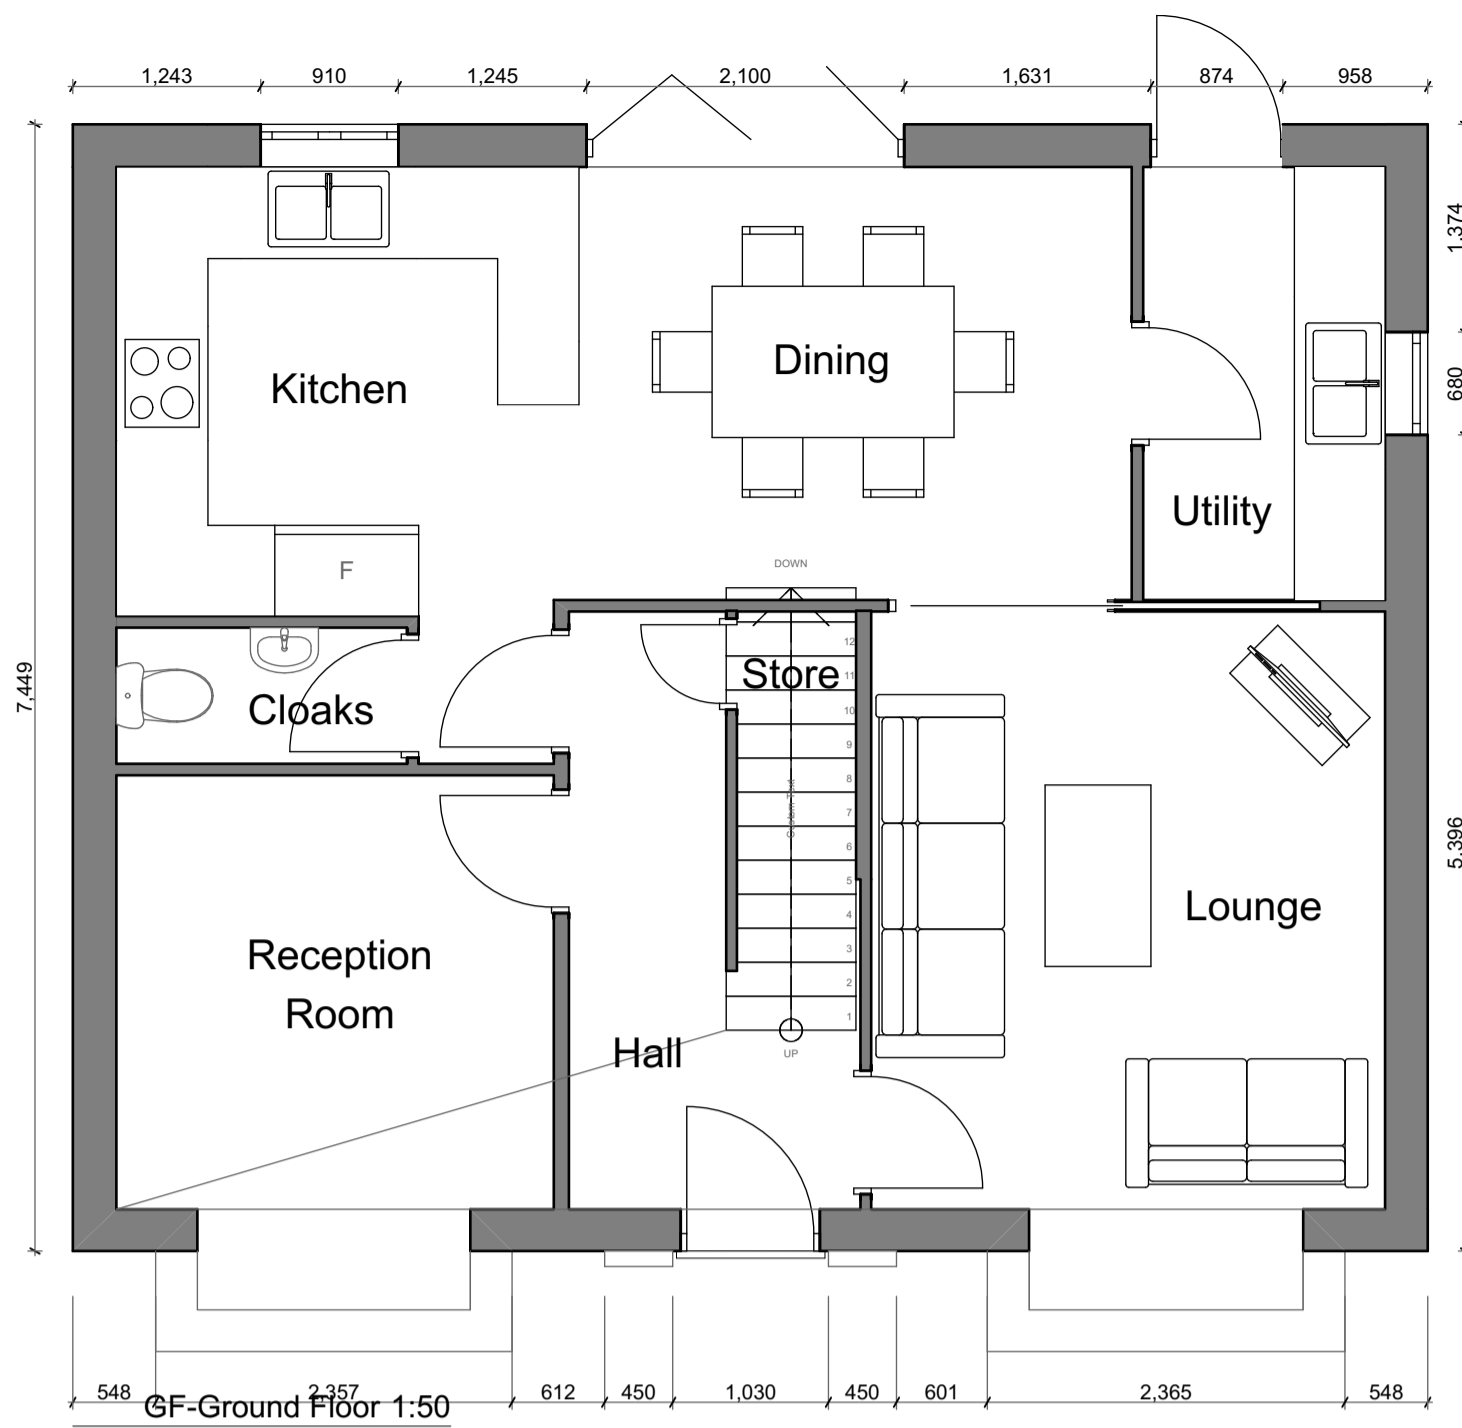 1,243 910 1,245 2,100 1,631 874 958
1,374
Dining
Kitchen
680
Utility
DOWN
F
12
Store
11
7,449
Cloaks
10
9
8
7
5,396
6
5
Lounge
4
Reception
3
2
Room
1
Hall
UP
548 2,357 612 450 1,030 450 601 2,365 548
GF-Ground Floor 1:50